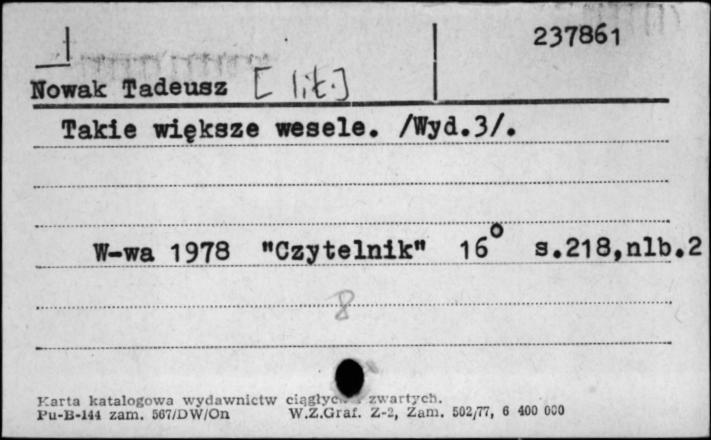 237861
Nowak Tadeusz [lit.]
Takie większe wesele. /Wyd.3/.
W-wa 1978 "Czytelnik" 16° s.218,nlb.2
8
Karta katalogowa wydawnictw zwartych.
Pu-B-144 zam. 567/DW/On W.Z.Graf. Z-2, Zam. 502/77, 6 400 000